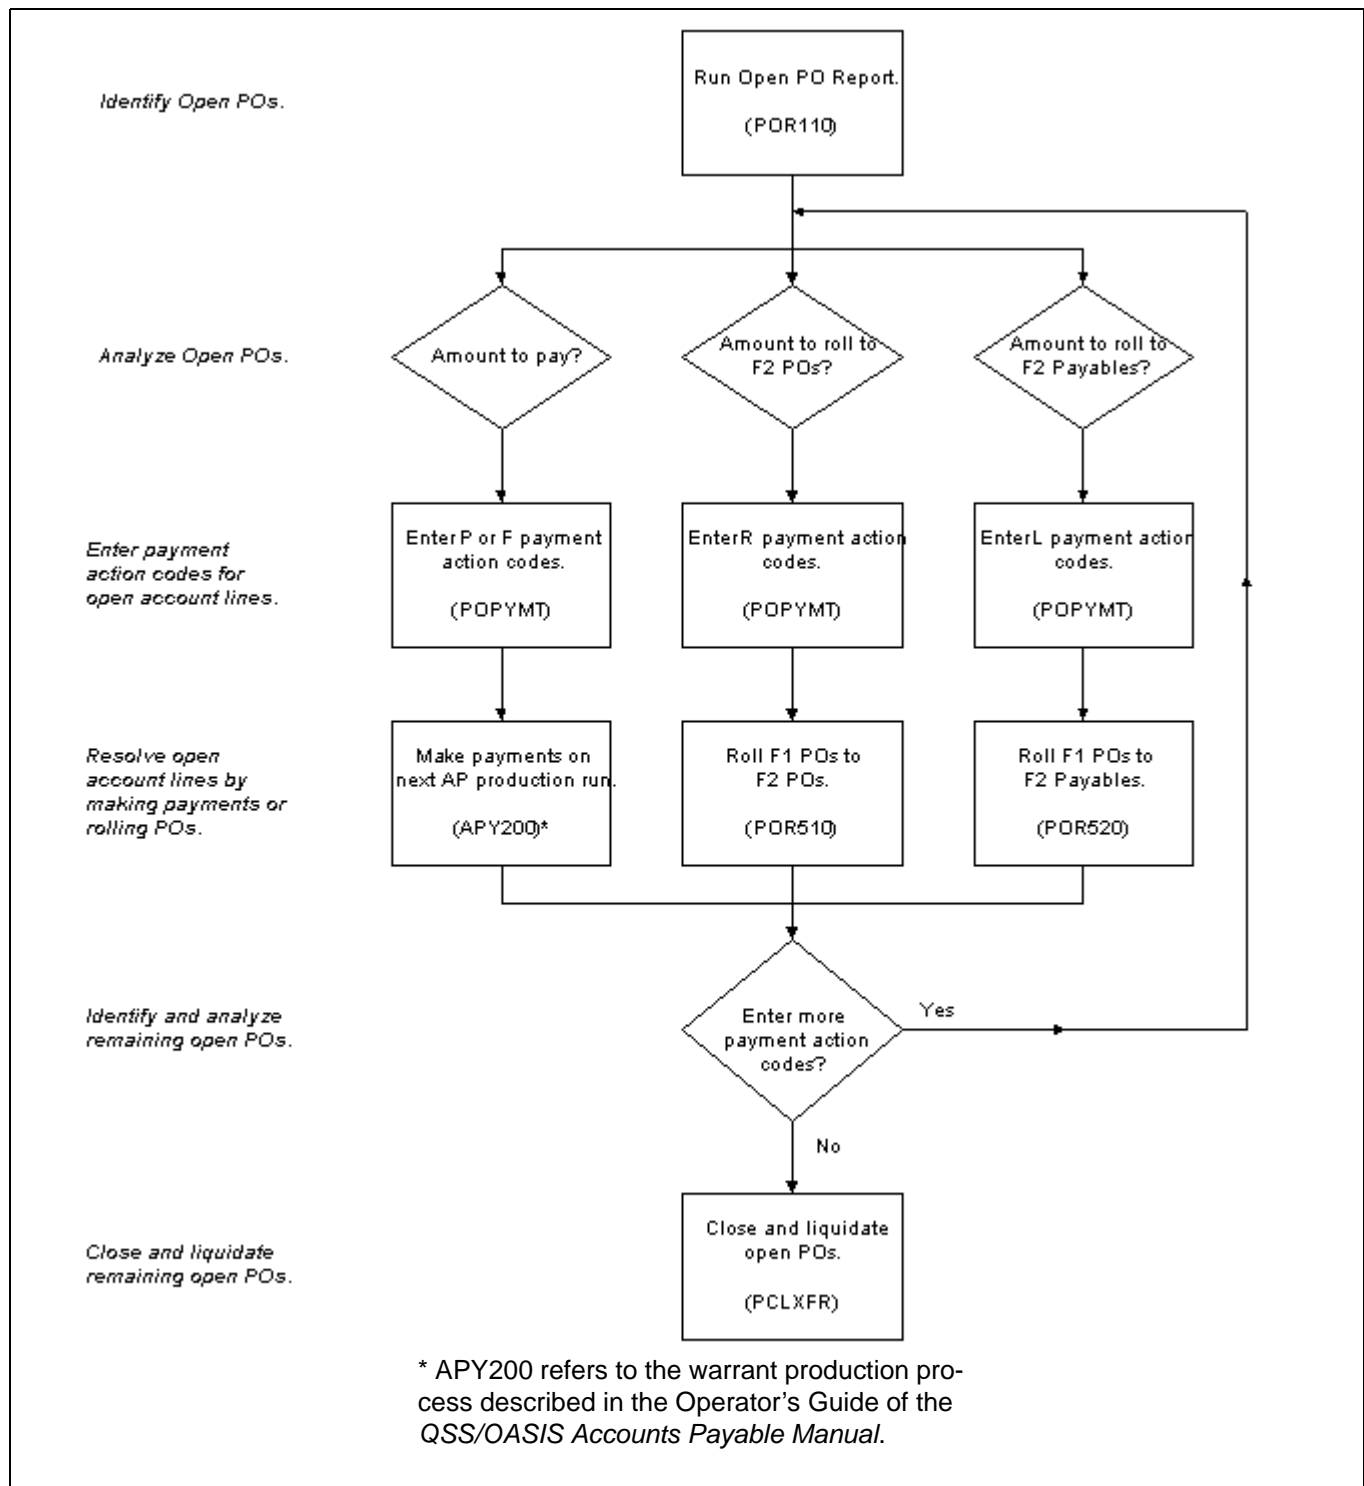 Identify Open POs.
Run Open PO Report.
(POR110)
Analyze Open POs.
Amount to pay?
Amount to roll to
F2 POs?
Amount to roll to
F2 Payables?
Enter payment
action codes for
open account lines.
Enter P or F payment
action codes.
(POPYMT)
Enter R payment action
codes.
(POPYMT)
Enter L payment action
codes.
(POPYMT)
Resolve open
account lines by
making payments or
rolling POs.
Make payments on
next AP production run.
(APY200)*
Roll F1 POs to
F2 POs.
(POR510)
Roll F1 POs to
F2 Payables.
(POR520)
Identify and analyze
remaining open POs.
Enter more
payment action
codes?
Yes
No
Close and liquidate
remaining open POs.
Close and liquidate
open POs.
(PCLXFR)
* APY200 refers to the warrant production pro-
cess described in the Operator's Guide of the
QSS/OASIS Accounts Payable Manual.